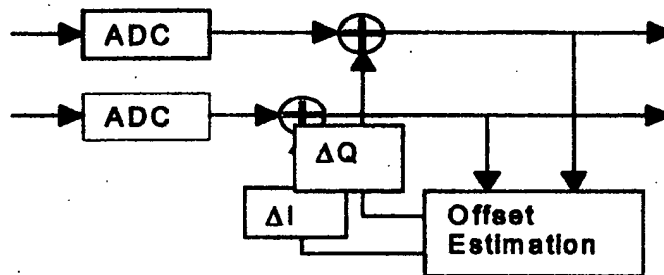 ADC
ADC
ΔQ
ΔI
Offset
Estimation